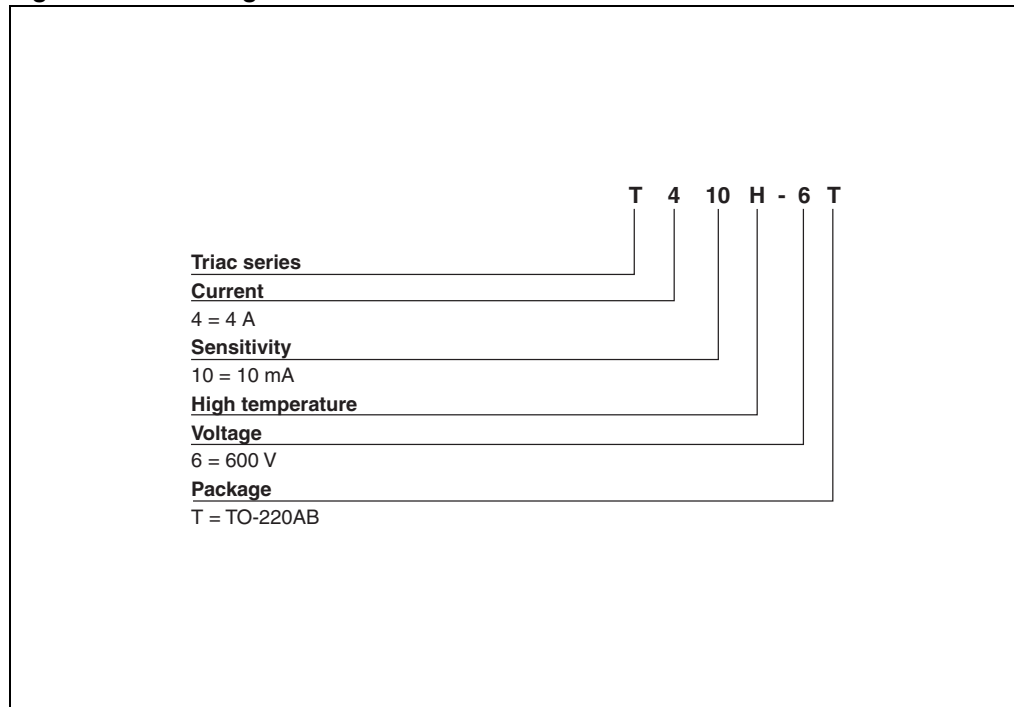 T 4 10 H - 6 T
Triac series
Current
4 = 4 A
Sensitivity
10 = 10 mA
High temperature
Voltage
6 = 600 V
Package
T = TO-220AB